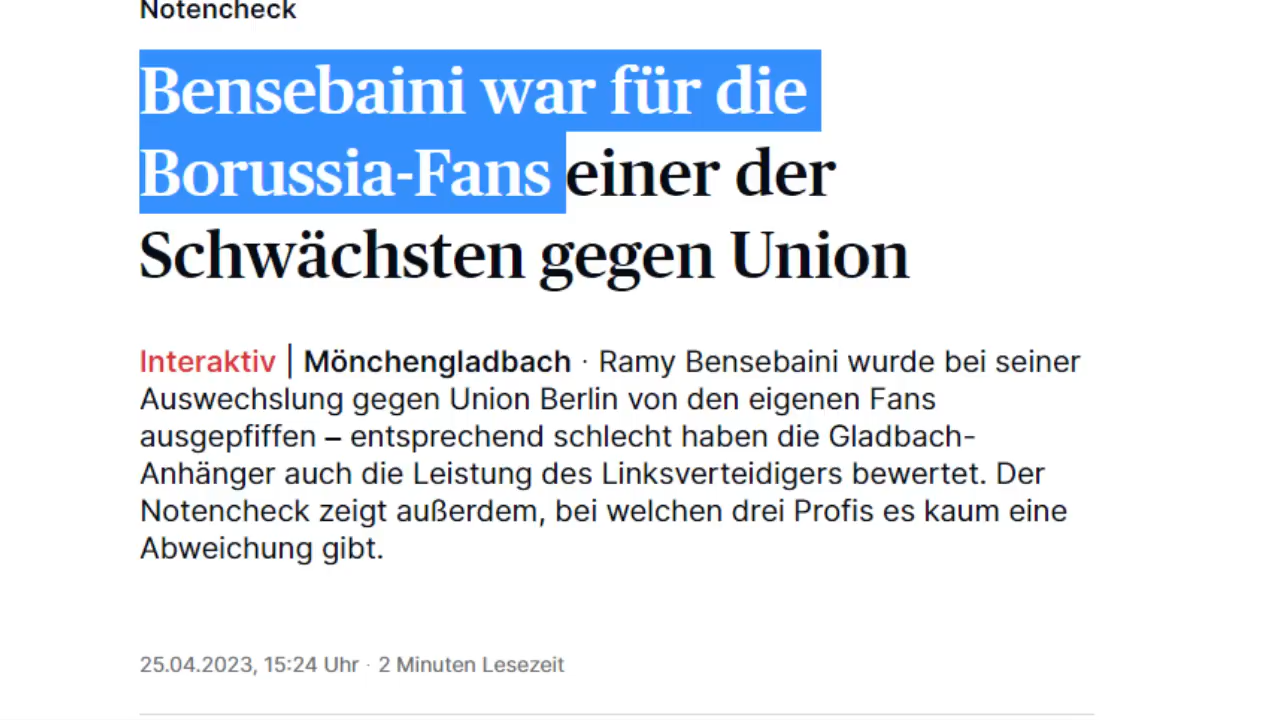 Notencheck
Bensebaini war für die
Borussia-Fans einer der
Schwächsten gegen Union
Interaktiv | Mönchengladbach · Ramy Bensebaini wurde bei seiner
Auswechslung gegen Union Berlin von den eigenen Fans
ausgepfiffen – entsprechend schlecht haben die Gladbach-
Anhänger auch die Leistung des Linksverteidigers bewertet. Der
Notencheck zeigt außerdem, bei welchen drei Profis es kaum eine
Abweichung gibt.
25.04.2023, 15:24 Uhr · 2 Minuten Lesezeit